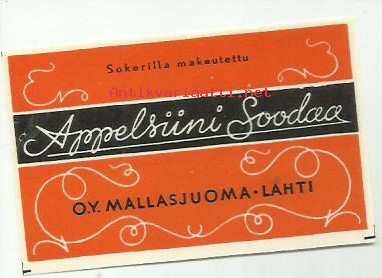 Sokerilla makeutettu
Antikvariaatti.net
Appelsiini Soodaa
O.Y. MALLASJUOMA · LAHTI